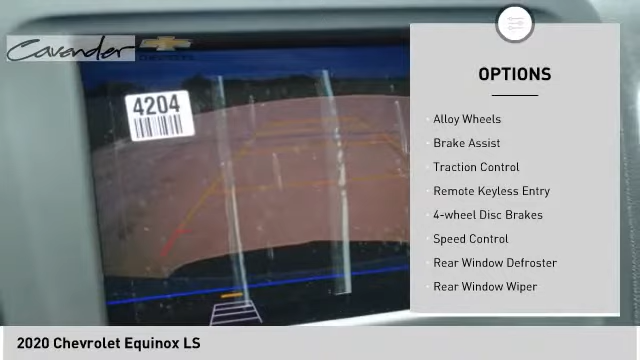 Cavender
CHEVROLET
4204
OPTIONS
Alloy Wheels
Brake Assist
Traction Control
Remote Keyless Entry
4-wheel Disc Brakes
Speed Control
Rear Window Defroster
Rear Window Wiper
2020 Chevrolet Equinox LS